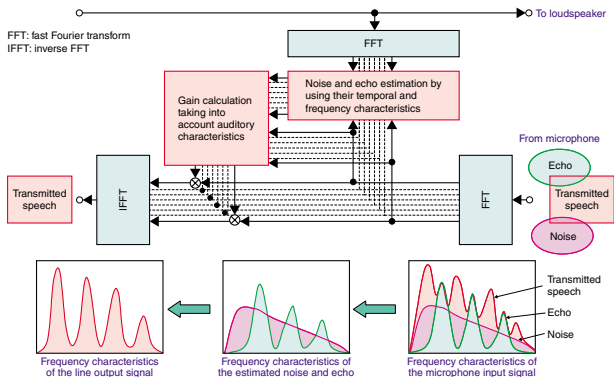 To loudspeaker
FFT: fast Fourier transform
IFFT: inverse FFT
FFT
Gain calculation
taking into
account auditory
characteristics
Noise and echo estimation by
using their temporal and
frequency characteristics
From microphone
Echo
Transmitted
speech
IFFT
FFT
Transmitted
speech
Noise
Transmitted
speech
Echo
Noise
Frequency characteristics
of the line output signal
Frequency characteristics of
the estimated noise and echo
Frequency characteristics of
the microphone input signal